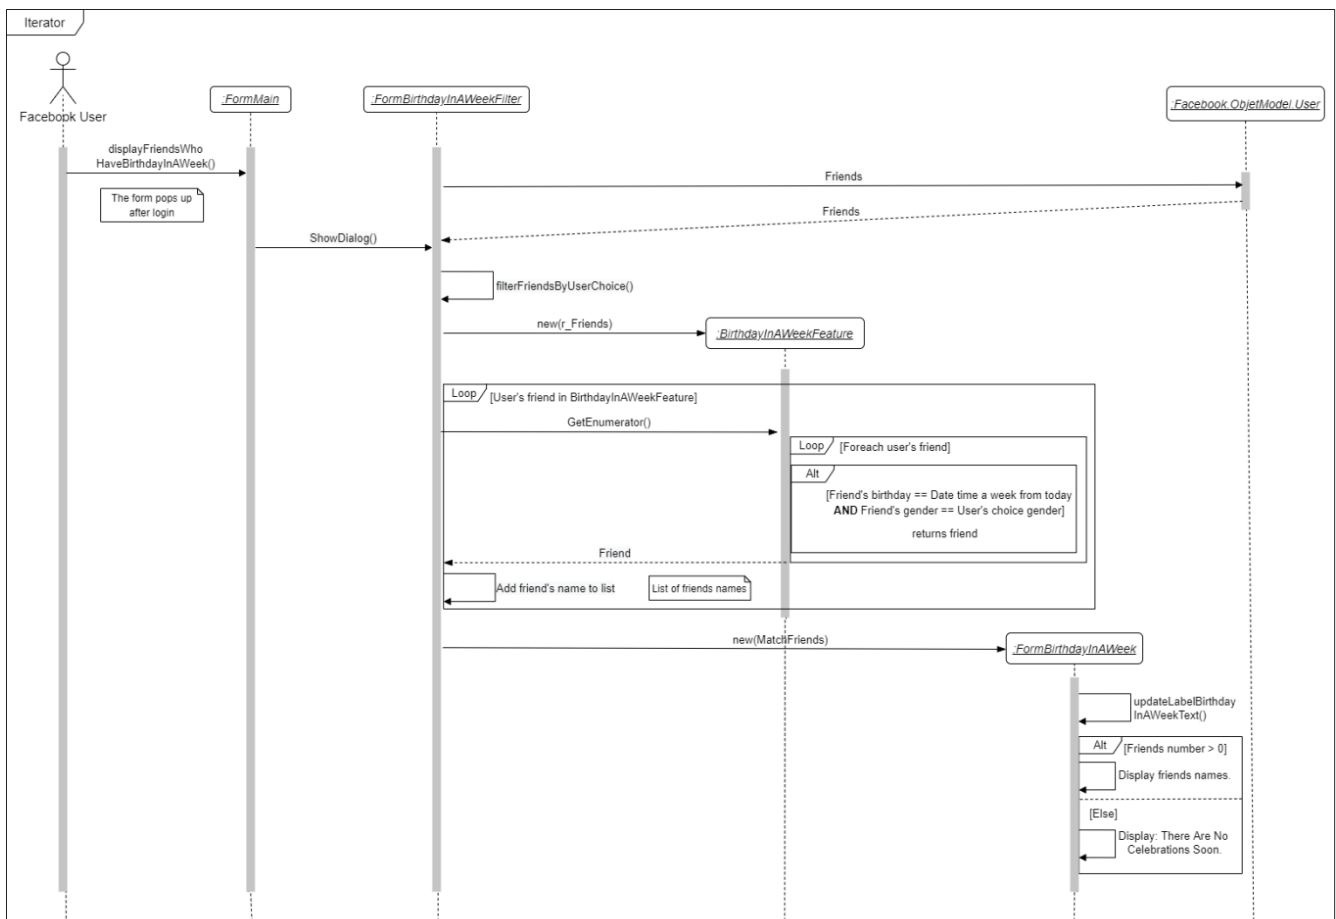 Iterator
Facebook User
:FormMain
:FormBirthdayInAWeekFilter
:Facebook.ObjetModel.User
displayFriendsWho
HaveBirthdayInAWeek()
The form pops up
after login
Friends
Friends
ShowDialog()
filterFriendsByUserChoice()
new(r_Friends)
:BirthdayInAWeekFeature
Loop
[User's friend in BirthdayInAWeekFeature]
GetEnumerator()
Loop
[Foreach user's friend]
Alt
[Friend's birthday == Date time a week from today
AND Friend's gender == User's choice gender]
returns friend
Friend
Add friend's name to list
List of friends names
new(MatchFriends)
:FormBirthdayInAWeek
updateLabelBirthday
InAWeekText()
Alt
[Friends number > 0]
Display friends names.
[Else]
Display: There Are No
Celebrations Soon.